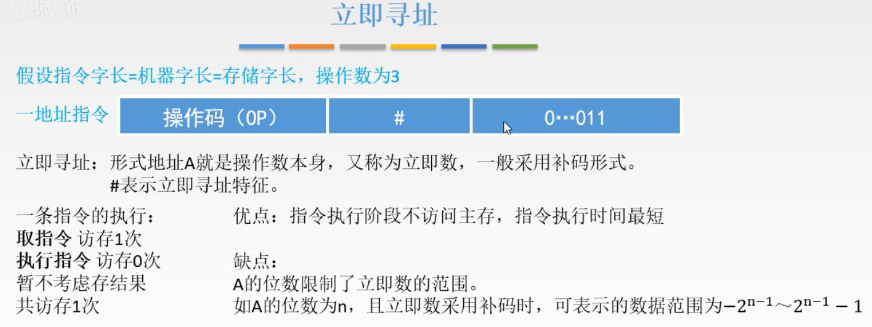 立即寻址
假设指令字长=机器字长=存储字长，操作数为3
一地址指令 操作码（OP） # 0…011
立即寻址：形式地址A就是操作数本身，又称为立即数，一般采用补码形式。
#表示立即寻址特征。
一条指令的执行： 优点：指令执行阶段不访问主存，指令执行时间最短
取指令 访存1次
执行指令 访存0次 缺点：
暂不考虑存结果 A的位数限制了立即数的范围。
共访存1次 如A的位数为n，且立即数采用补码时，可表示的数据范围为−2ⁿ⁻¹～2ⁿ⁻¹ − 1